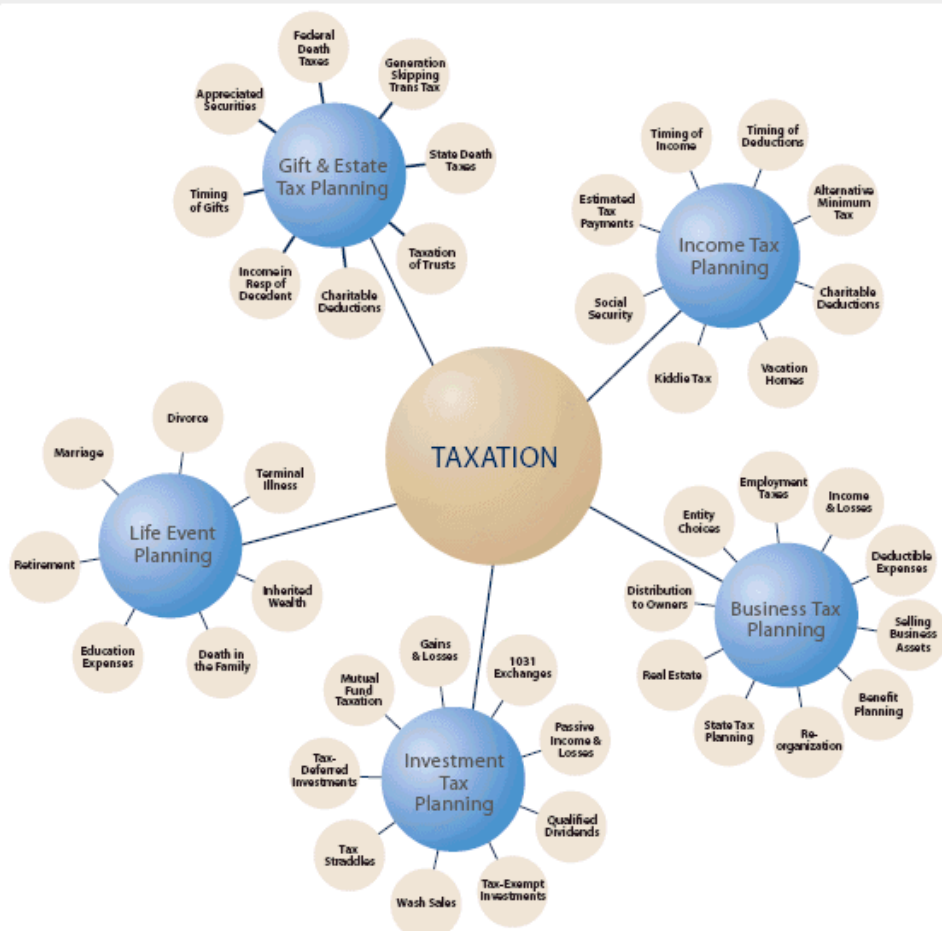 Federal
Death
Taxes
Generation
Skipping
Trans Tax
Appreciated
Securities
State Death
Taxes
Gift & Estate
Tax Planning
Timing
of Gifts
Taxation
of Trusts
Income in
Resp of
Decedent
Charitable
Deductions
Timing of
Income
Timing of
Deductions
Estimated
Tax
Payments
Alternative
Minimum
Tax
Income Tax
Planning
Social
Security
Charitable
Deductions
Kiddie Tax
Vacation
Homes
TAXATION
Divorce
Marriage
Terminal
Illness
Life Event
Planning
Retirement
Inherited
Wealth
Education
Expenses
Death in
the Family
Employment
Taxes
Income
& Losses
Entity
Choices
Deductible
Expenses
Distribution
to Owners
Business Tax
Planning
Selling
Business
Assets
Real Estate
Benefit
Planning
State Tax
Planning
Re-
organization
Gains
& Losses
1031
Exchanges
Mutual
Fund
Taxation
Passive
Income &
Losses
Tax-
Deferred
Investments
Investment
Tax
Planning
Qualified
Dividends
Tax
Straddles
Wash Sales
Tax-Exempt
Investments